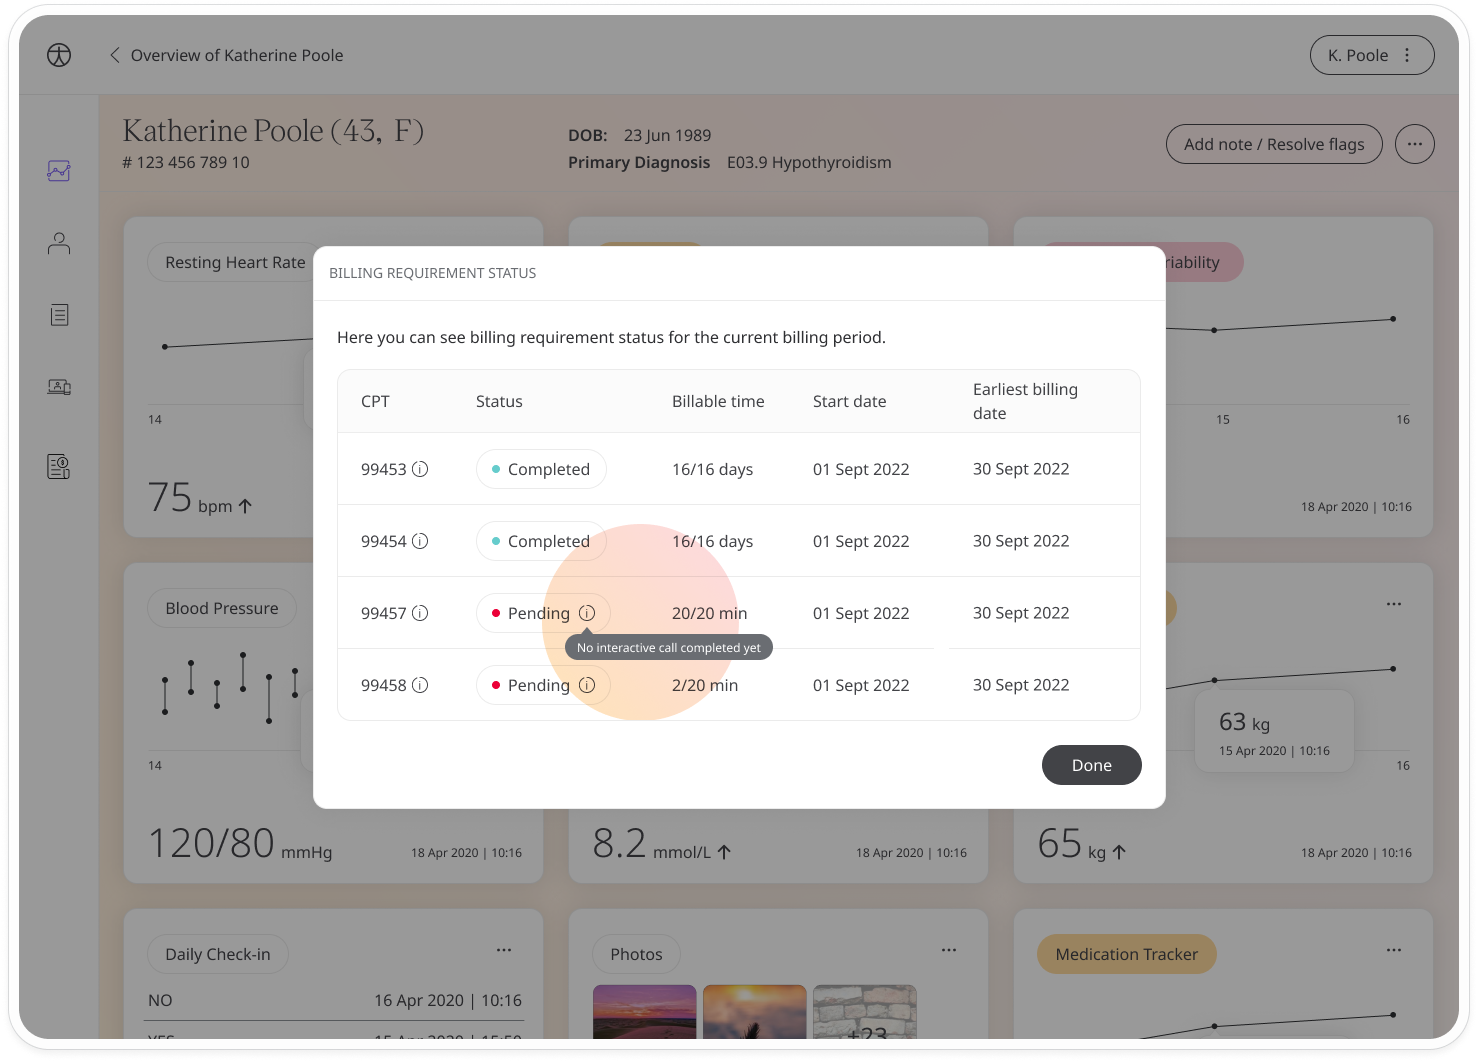 Overview of Katherine Poole
K. Poole
Katherine Poole (43, F)
# 123 456 789 10
DOB: 23 Jun 1989
Primary Diagnosis E03.9 Hypothyroidism
Add note / Resolve flags
Resting Heart Rate
14
75 bpm
riability
15 16
18 Apr 2020 | 10:16
BILLING REQUIREMENT STATUS
Here you can see billing requirement status for the current billing period.
CPT Status Billable time Start date Earliest billing
date
99453 Completed 16/16 days 01 Sept 2022 30 Sept 2022
99454 Completed 16/16 days 01 Sept 2022 30 Sept 2022
99457 Pending 20/20 min 01 Sept 2022 30 Sept 2022
No interactive call completed yet
99458 Pending 2/20 min 01 Sept 2022 30 Sept 2022
Done
Blood Pressure
14
120/80 mmHg 18 Apr 2020 | 10:16
8.2 mmol/L 18 Apr 2020 | 10:16
63 kg
15 Apr 2020 | 10:16
16
65 kg 18 Apr 2020 | 10:16
Daily Check-in
NO 16 Apr 2020 | 10:16
YES 15 Apr 2020 | 15:50
Photos
+23
Medication Tracker